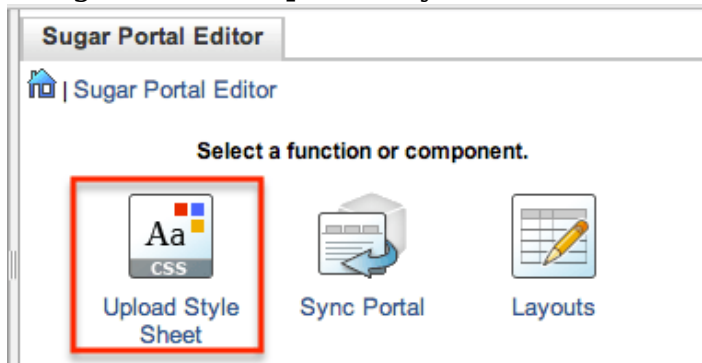 Sugar Portal Editor
| Sugar Portal Editor
Select a function or component.
Aa
CSS
Upload Style Sheet
Sync Portal
Layouts